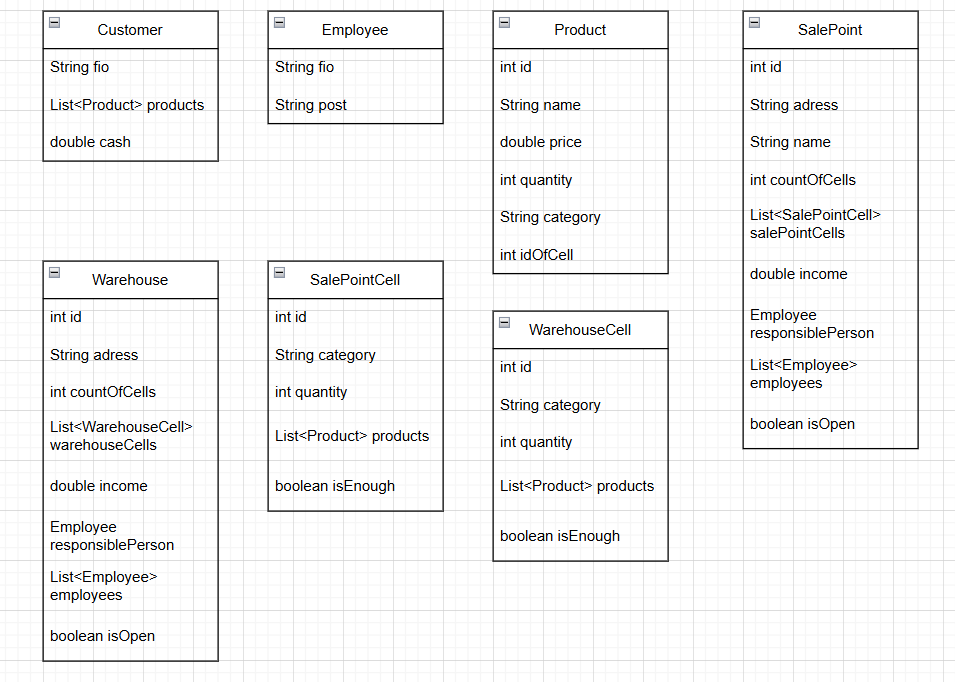 Customer
String fio
List<Product> products
double cash
Employee
String fio
String post
Product
int id
String name
double price
int quantity
String category
int idOfCell
SalePoint
int id
String adress
String name
int countOfCells
List<SalePointCell>
salePointCells
double income
Employee
responsiblePerson
List<Employee>
employees
boolean isOpen
Warehouse
int id
String adress
int countOfCells
List<WarehouseCell>
warehouseCells
double income
Employee
responsiblePerson
List<Employee>
employees
boolean isOpen
SalePointCell
int id
String category
int quantity
List<Product> products
boolean isEnough
WarehouseCell
int id
String category
int quantity
List<Product> products
boolean isEnough